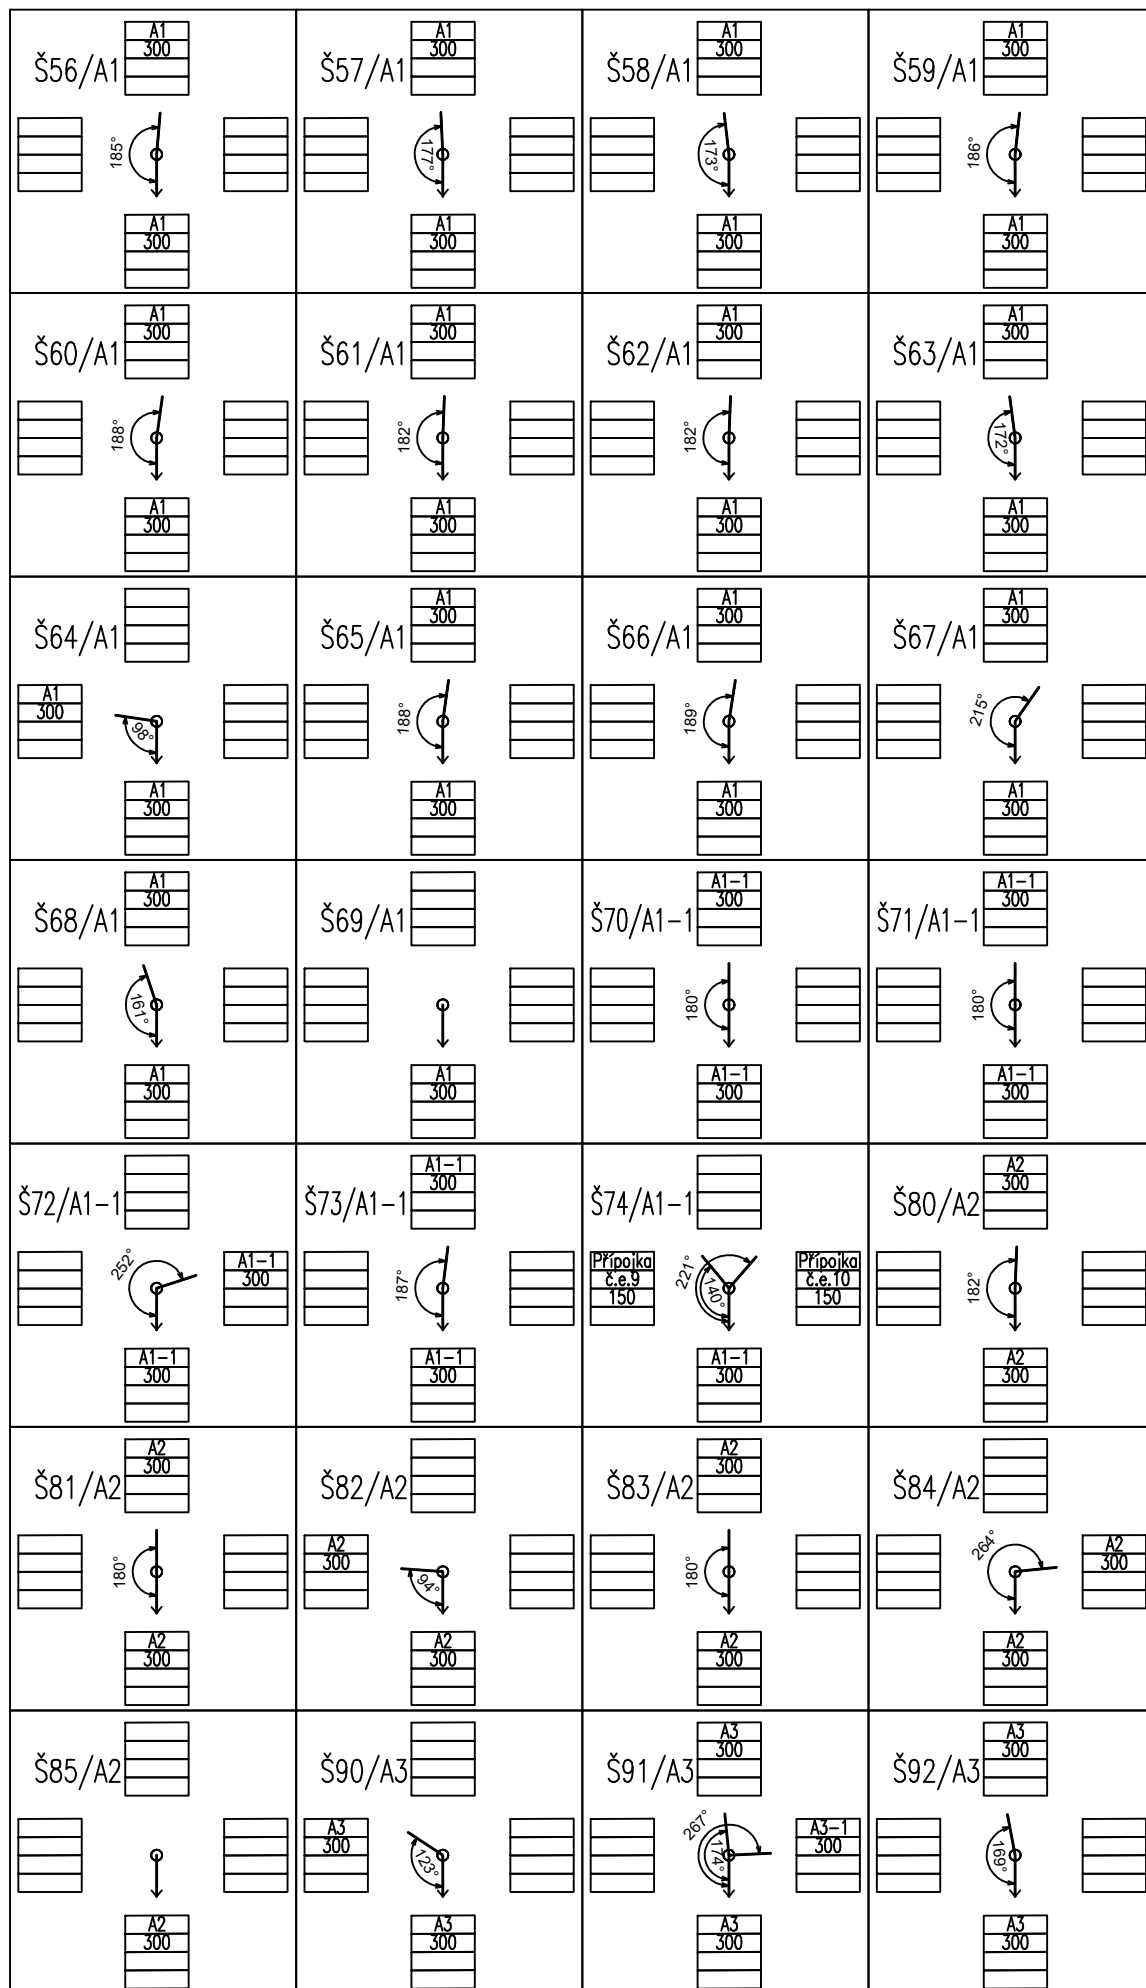 A1
300
Š56/A1
185°
A1
300
A1
300
Š57/A1
177°
A1
300
A1
300
Š58/A1
173°
A1
300
A1
300
Š59/A1
186°
A1
300
A1
300
Š60/A1
188°
A1
300
A1
300
Š61/A1
182°
A1
300
A1
300
Š62/A1
182°
A1
300
A1
300
Š63/A1
172°
A1
300
Š64/A1
A1
300
98°
A1
300
A1
300
Š65/A1
188°
A1
300
A1
300
Š66/A1
189°
A1
300
A1
300
Š67/A1
215°
A1
300
A1
300
Š68/A1
161°
A1
300
Š69/A1
A1
300
A1-1
300
Š70/A1-1
180°
A1-1
300
A1-1
300
Š71/A1-1
180°
A1-1
300
Š72/A1-1
252°
A1-1
300
A1-1
300
A1-1
300
Š73/A1-1
187°
A1-1
300
Š74/A1-1
Přípojka
č.e.9
150
221°
140°
Přípojka
č.e.10
150
A1-1
300
A2
300
Š80/A2
182°
A2
300
A2
300
Š81/A2
180°
A2
300
Š82/A2
A2
300
94°
A2
300
A2
300
Š83/A2
180°
A2
300
Š84/A2
264°
A2
300
A2
300
Š85/A2
A2
300
Š90/A3
A3
300
123°
A3
300
A3
300
Š91/A3
267°
174°
A3-1
300
A3
300
A3
300
Š92/A3
169°
A3
300